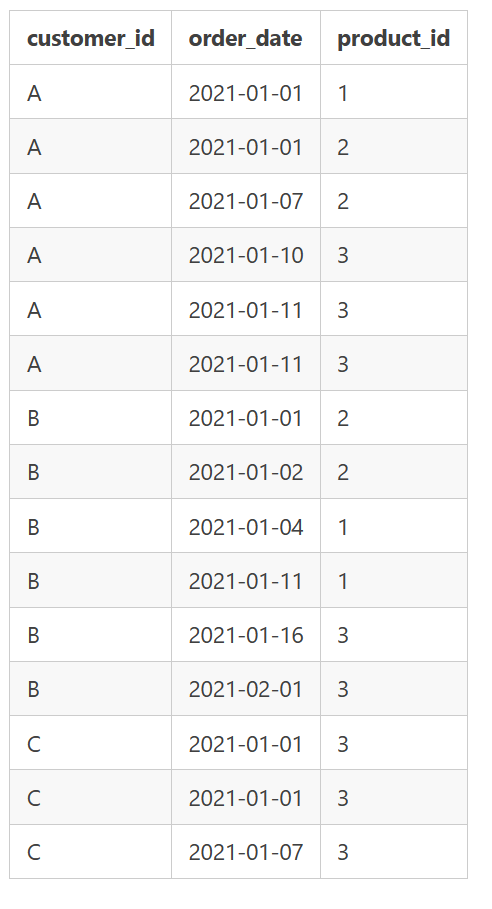 customer_id order_date product_id
A 2021-01-01 1
A 2021-01-01 2
A 2021-01-07 2
A 2021-01-10 3
A 2021-01-11 3
A 2021-01-11 3
B 2021-01-01 2
B 2021-01-02 2
B 2021-01-04 1
B 2021-01-11 1
B 2021-01-16 3
B 2021-02-01 3
C 2021-01-01 3
C 2021-01-01 3
C 2021-01-07 3